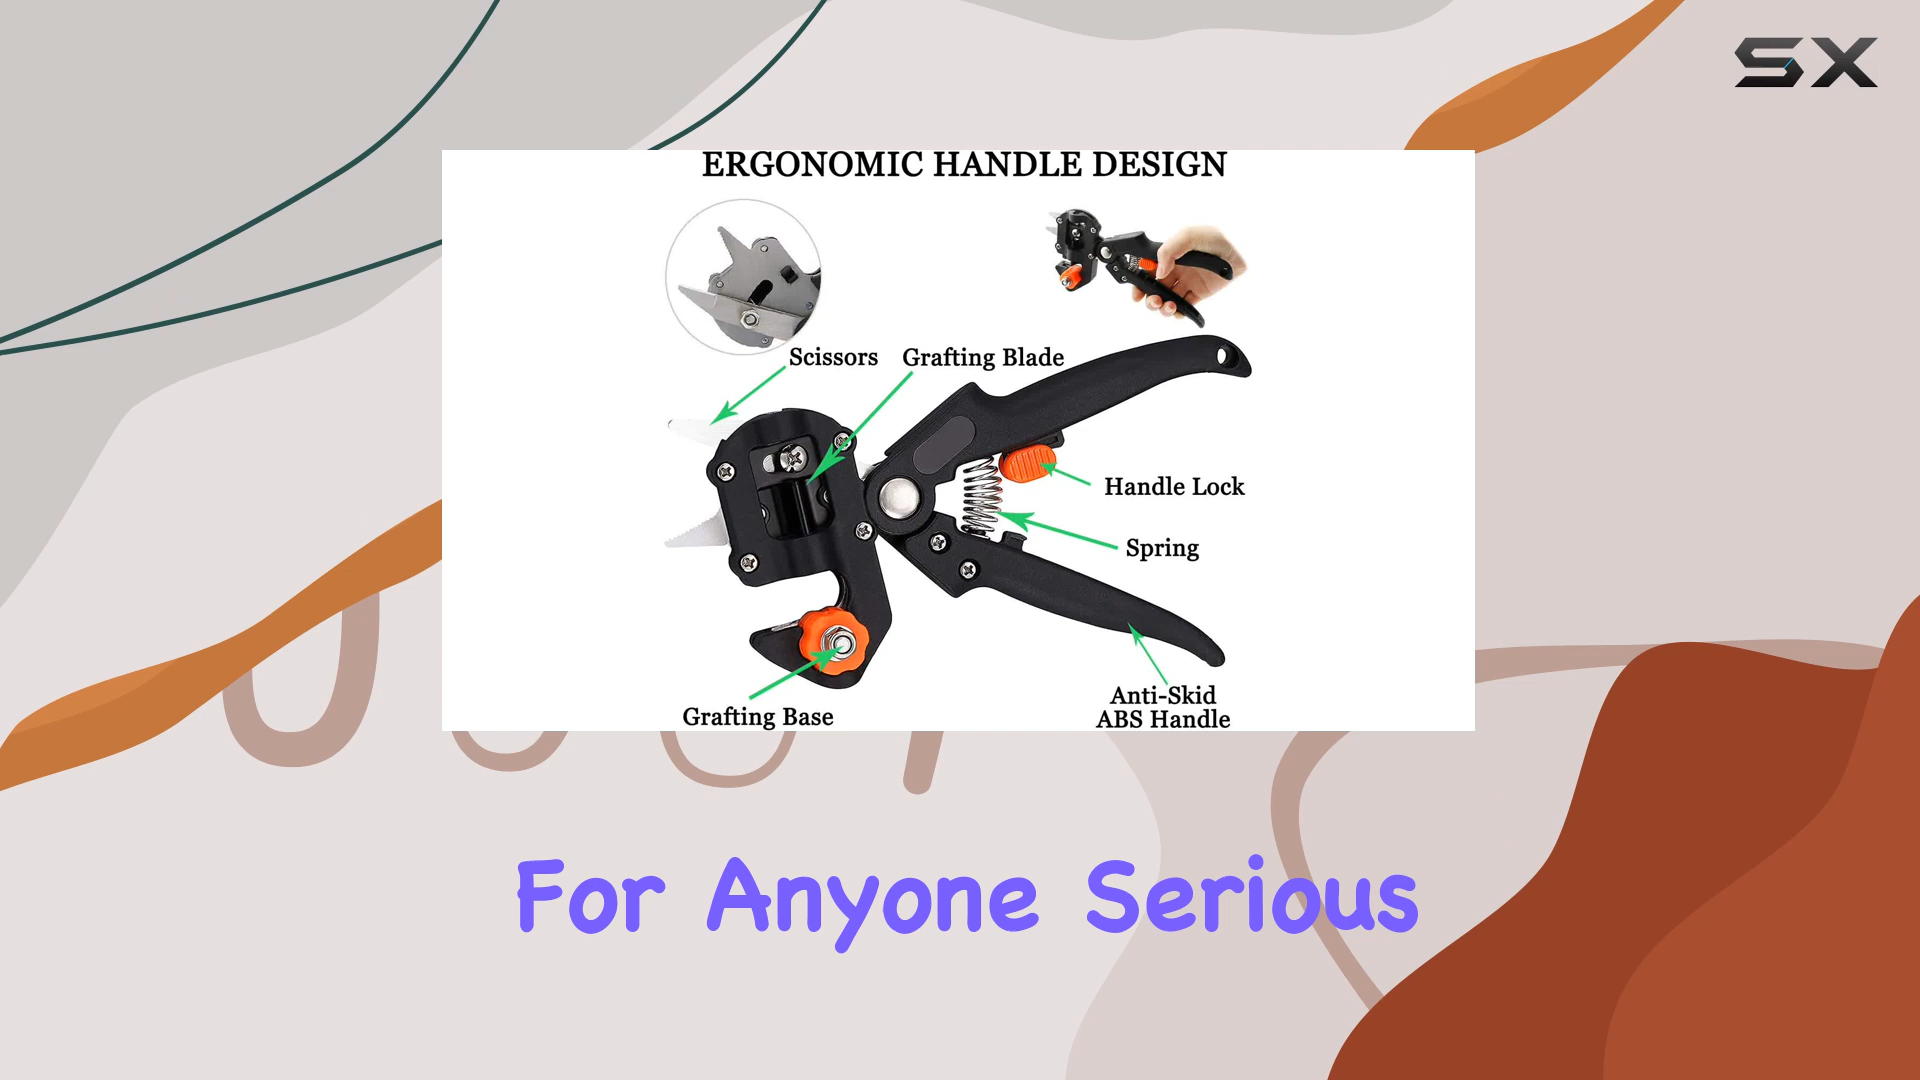 SX
ERGONOMIC HANDLE DESIGN
Scissors
Grafting Blade
Handle Lock
Spring
Anti-Skid
ABS Handle
Grafting Base
For Anyone Serious